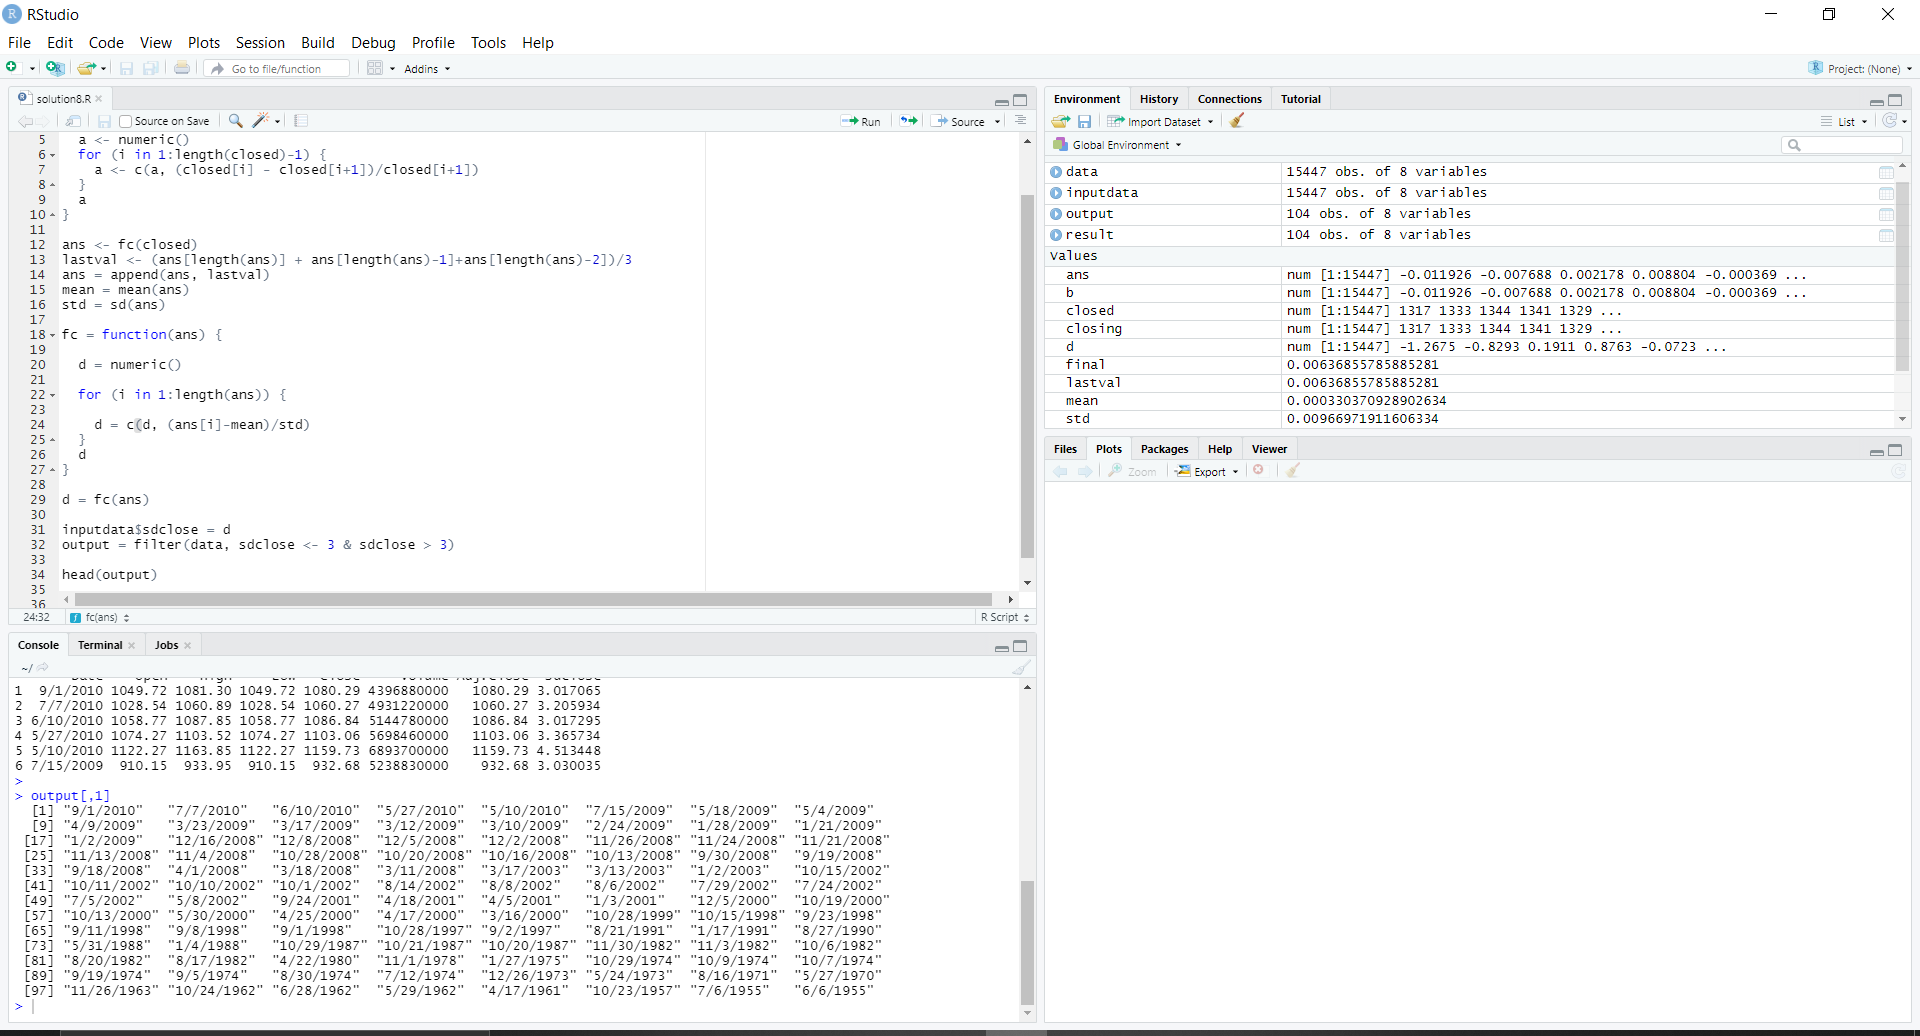 RStudio
File Edit Code View Plots Session Build Debug Profile Tools Help
Go to file/function Addins Project: (None)
solution8.R
Source on Save Run Source
5 a <- numeric()
6 for (i in 1:length(closed)-1) {
7 a <- c(a, (closed[i] - closed[i+1])/closed[i+1])
8 }
9 a
10 }
11
12 ans <- fc(closed)
13 lastval <- (ans[length(ans)] + ans[length(ans)-1]+ans[length(ans)-2])/3
14 ans = append(ans, lastval)
15 mean = mean(ans)
16 std = sd(ans)
17
18 fc = function(ans) {
19
20 d = numeric()
21
22 for (i in 1:length(ans)) {
23
24 d = c(d, (ans[i]-mean)/std)
25 }
26 d
27 }
28
29 d = fc(ans)
30
31 inputdata$sdclose = d
32 output = filter(data, sdclose <- 3 & sdclose > 3)
33
34 head(output)
35
36
24:32 fc(ans) R Script
Console Terminal Jobs
~/
Date Open High Low Close Volume Adj.Close sdclose
1 9/1/2010 1049.72 1081.30 1049.72 1080.29 4396880000 1080.29 3.017065
2 7/7/2010 1028.54 1060.89 1028.54 1060.27 4931220000 1060.27 3.205934
3 6/10/2010 1058.77 1087.85 1058.77 1086.84 5144780000 1086.84 3.017295
4 5/27/2010 1074.27 1103.52 1074.27 1103.06 5698460000 1103.06 3.365734
5 5/10/2010 1122.27 1163.85 1122.27 1159.73 6893700000 1159.73 4.513448
6 7/15/2009 910.15 933.95 910.15 932.68 5238830000 932.68 3.030035
>
> output[,1]
[1] "9/1/2010" "7/7/2010" "6/10/2010" "5/27/2010" "5/10/2010" "7/15/2009" "5/18/2009" "5/4/2009"
[9] "4/9/2009" "3/23/2009" "3/17/2009" "3/12/2009" "3/10/2009" "2/24/2009" "1/28/2009" "1/21/2009"
[17] "1/2/2009" "12/16/2008" "12/8/2008" "12/5/2008" "12/2/2008" "11/26/2008" "11/24/2008" "11/21/2008"
[25] "11/13/2008" "11/4/2008" "10/28/2008" "10/20/2008" "10/16/2008" "10/13/2008" "9/30/2008" "9/19/2008"
[33] "9/18/2008" "4/1/2008" "3/18/2008" "3/11/2008" "3/17/2003" "3/13/2003" "1/2/2003" "10/15/2002"
[41] "10/11/2002" "10/10/2002" "10/1/2002" "8/14/2002" "8/8/2002" "8/6/2002" "7/29/2002" "7/24/2002"
[49] "7/5/2002" "5/8/2002" "9/24/2001" "4/18/2001" "4/5/2001" "1/3/2001" "12/5/2000" "10/19/2000"
[57] "10/13/2000" "5/30/2000" "4/25/2000" "4/17/2000" "3/16/2000" "10/28/1999" "10/15/1998" "9/23/1998"
[65] "9/11/1998" "9/8/1998" "9/1/1998" "10/28/1997" "9/2/1997" "8/21/1991" "1/17/1991" "8/27/1990"
[73] "5/31/1988" "1/4/1988" "10/29/1987" "10/21/1987" "10/20/1987" "11/30/1982" "11/3/1982" "10/6/1982"
[81] "8/20/1982" "8/17/1982" "4/22/1980" "11/1/1978" "1/27/1975" "10/29/1974" "10/9/1974" "10/7/1974"
[89] "9/19/1974" "9/5/1974" "8/30/1974" "7/12/1974" "12/26/1973" "5/24/1973" "8/16/1971" "5/27/1970"
[97] "11/26/1963" "10/24/1962" "6/28/1962" "5/29/1962" "4/17/1961" "10/23/1957" "7/6/1955" "6/6/1955"
>
Environment History Connections Tutorial
Import Dataset List
Global Environment
data 15447 obs. of 8 variables
inputdata 15447 obs. of 8 variables
output 104 obs. of 8 variables
result 104 obs. of 8 variables
Values
ans num [1:15447] -0.011926 -0.007688 0.002178 0.008804 -0.000369 ...
b num [1:15447] -0.011926 -0.007688 0.002178 0.008804 -0.000369 ...
closed num [1:15447] 1317 1333 1344 1341 1329 ...
closing num [1:15447] 1317 1333 1344 1341 1329 ...
d num [1:15447] -1.2675 -0.8293 0.1911 0.8763 -0.0723 ...
final 0.00636855785885281
lastval 0.00636855785885281
mean 0.000330370928902634
std 0.00966971911606334
Files Plots Packages Help Viewer
Zoom Export